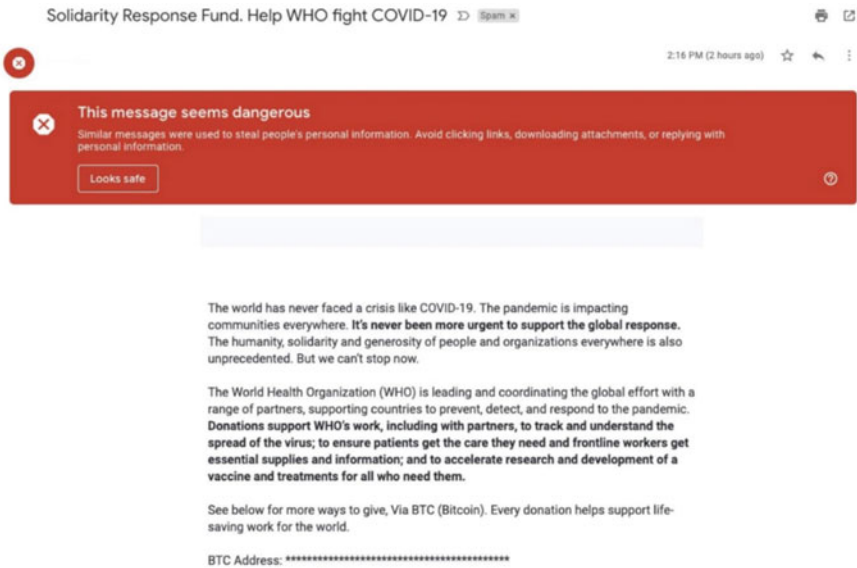 Solidarity Response Fund. Help WHO fight COVID-19 Spam x
2:16 PM (2 hours ago)
This message seems dangerous
Similar messages were used to steal people's personal information. Avoid clicking links, downloading attachments, or replying with
personal information.
Looks safe
The world has never faced a crisis like COVID-19. The pandemic is impacting
communities everywhere. It's never been more urgent to support the global response.
The humanity, solidarity and generosity of people and organizations everywhere is also
unprecedented. But we can't stop now.
The World Health Organization (WHO) is leading and coordinating the global effort with a
range of partners, supporting countries to prevent, detect, and respond to the pandemic.
Donations support WHO's work, including with partners, to track and understand the
spread of the virus; to ensure patients get the care they need and frontline workers get
essential supplies and information; and to accelerate research and development of a
vaccine and treatments for all who need them.
See below for more ways to give, Via BTC (Bitcoin). Every donation helps support life-
saving work for the world.
BTC Address: ******************************************